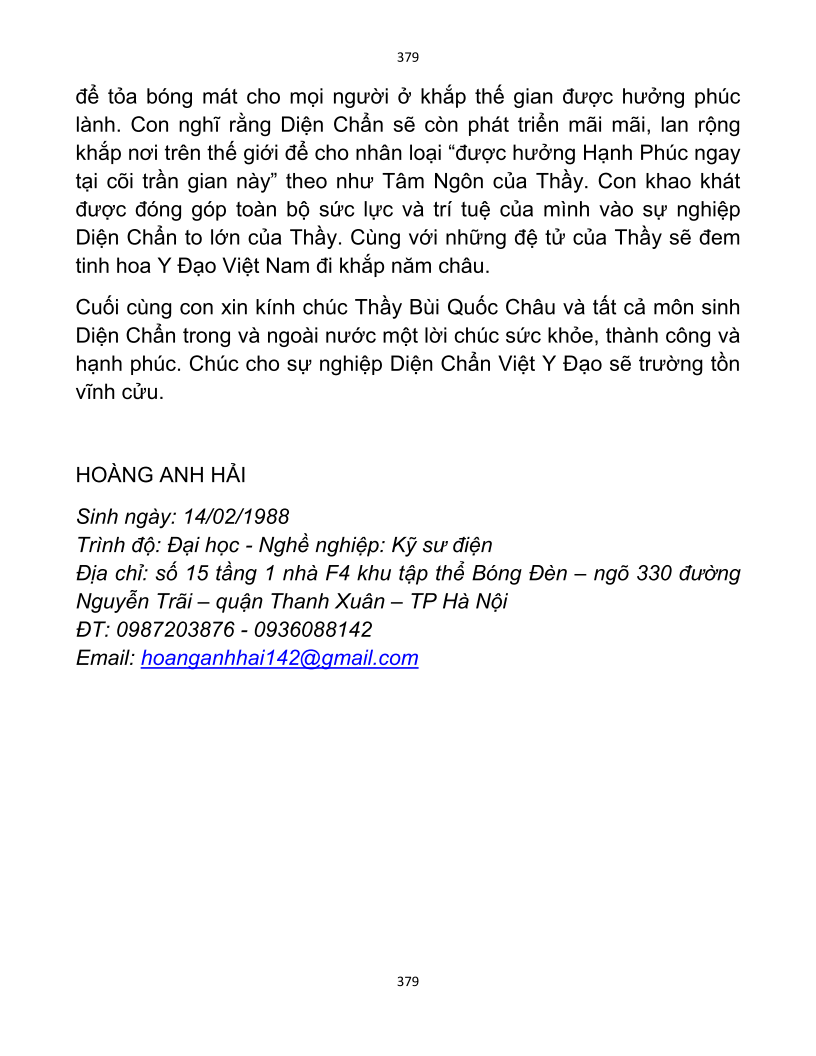 379
để tỏa bóng mát cho mọi người ở khắp thế gian được hưởng phúc
lành. Con nghĩ rằng Diện Chẩn sẽ còn phát triển mãi mãi, lan rộng
khắp nơi trên thế giới để cho nhân loại “được hưởng Hạnh Phúc ngay
tại cõi trần gian này” theo như Tâm Ngôn của Thầy. Con khao khát
được đóng góp toàn bộ sức lực và trí tuệ của mình vào sự nghiệp
Diện Chẩn to lớn của Thầy. Cùng với những đệ tử của Thầy sẽ đem
tinh hoa Y Đạo Việt Nam đi khắp năm châu.
Cuối cùng con xin kính chúc Thầy Bùi Quốc Châu và tất cả môn sinh
Diện Chẩn trong và ngoài nước một lời chúc sức khỏe, thành công và
hạnh phúc. Chúc cho sự nghiệp Diện Chẩn Việt Y Đạo sẽ trường tồn
vĩnh cửu.
HOÀNG ANH HẢI
Sinh ngày: 14/02/1988
Trình độ: Đại học - Nghề nghiệp: Kỹ sư điện
Địa chỉ: số 15 tầng 1 nhà F4 khu tập thể Bóng Đèn – ngõ 330 đường
Nguyễn Trãi – quận Thanh Xuân – TP Hà Nội
ĐT: 0987203876 - 0936088142
Email: hoanganhhai142@gmail.com
379